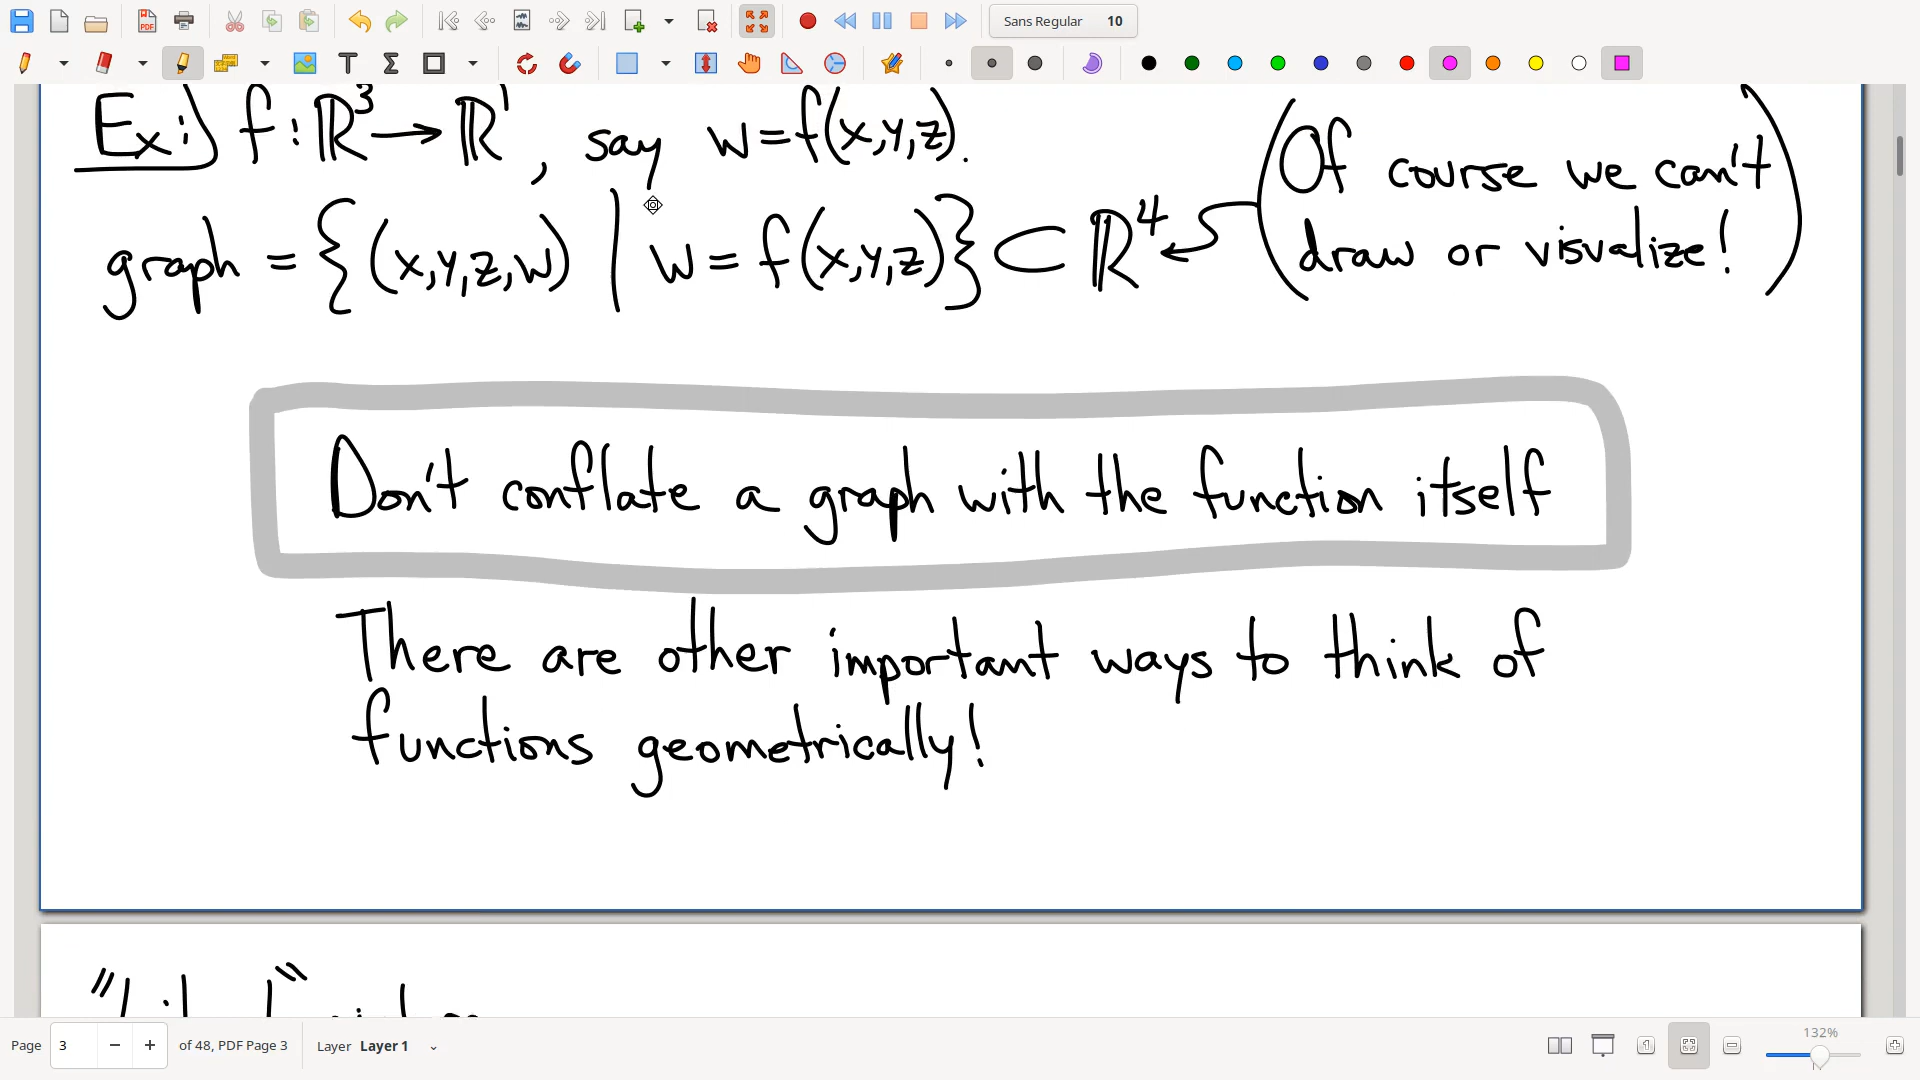 Sans Regular 10
Ex:) f: ℝ³ → ℝ¹, say w=f(x,y,z).
(Of course we can't
draw or visualize!)
graph = {(x,y,z,w) | w = f(x,y,z)} ⊂ ℝ⁴
Don't conflate a graph with the function itself
There are other important ways to think of
functions geometrically!
Page 3 of 48, PDF Page 3 Layer Layer 1
132%